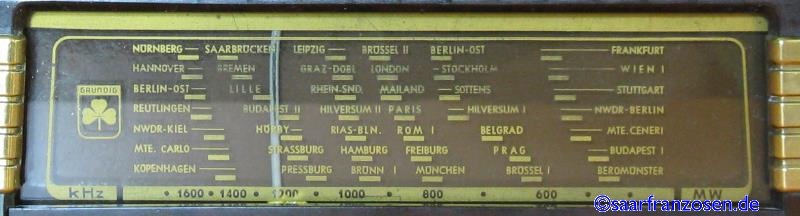 NÜRNBERG SAARBRÜCKEN LEIPZIG BRÜSSEL II BERLIN-OST FRANKFURT
HANNOVER BREMEN GRAZ-DOBL LONDON STOCKHOLM WIEN I
BERLIN-OST LILLE RHEIN-SND. MAILAND SOTTENS STUTTGART
GRUNDIG
REUTLINGEN BUDAPEST II HILVERSUM II PARIS HILVERSUM I NWDR-BERLIN
NWDR-KIEL HÖRBY RIAS-BLN. ROM I BELGRAD MTE. CENERI
MTE. CARLO STRASSBURG HAMBURG FREIBURG PRAG BUDAPEST I
KOPENHAGEN PRESSBURG BRÜNN I MÜNCHEN BRÜSSEL I BEROMÜNSTER
kHz 1600 1400 1200 1000 800 600 MW
©saarfranzosen.de